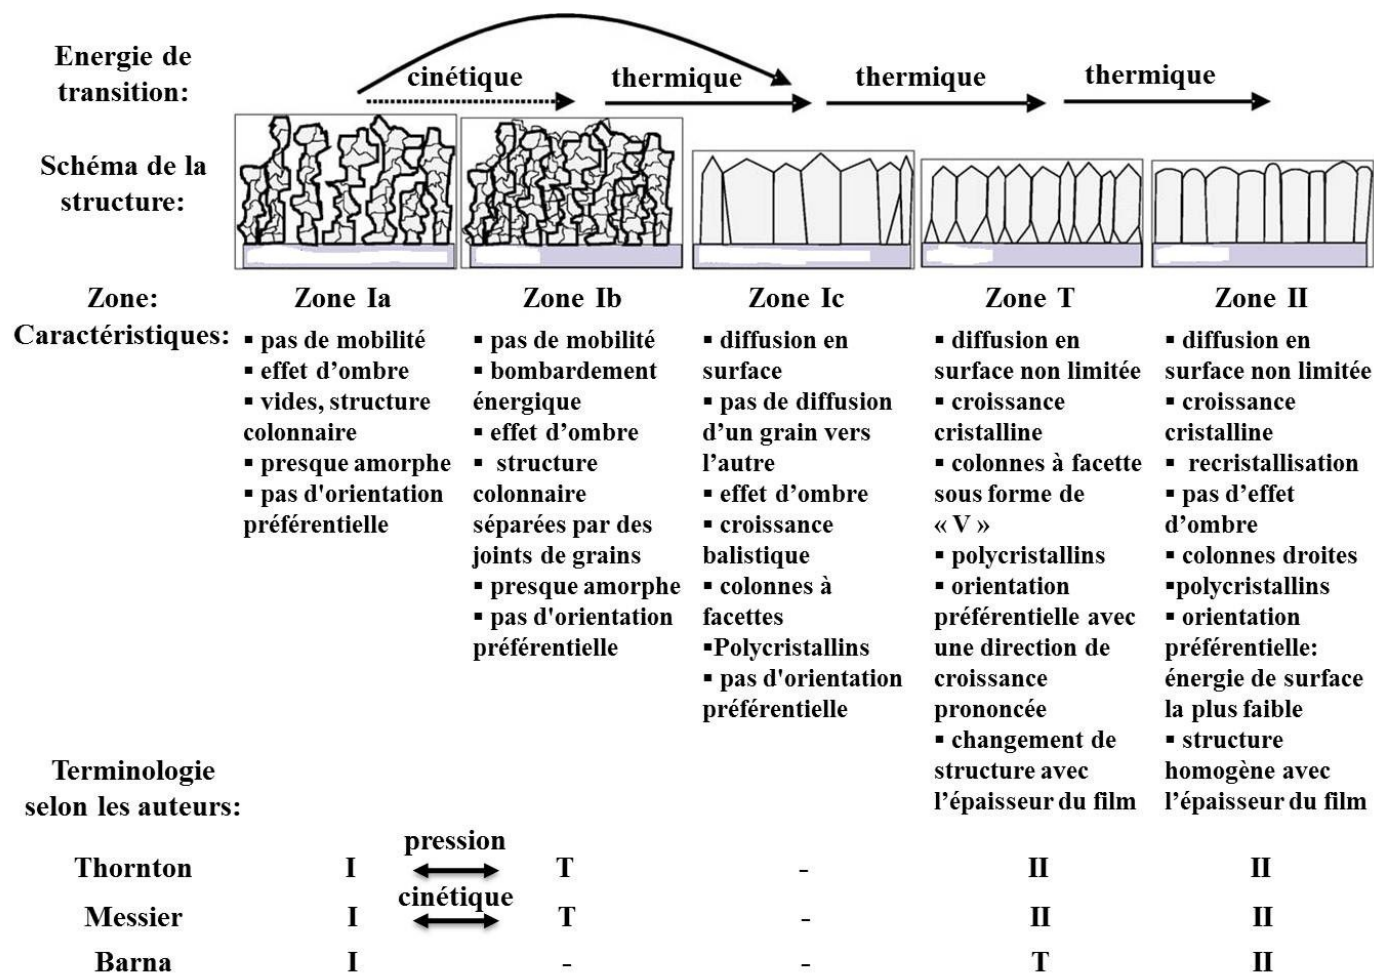 Energie de
transition:
cinétique
thermique
thermique
thermique
Schéma de la
structure:
Zone:
Zone Ia
Zone Ib
Zone Ic
Zone T
Zone II
Caractéristiques:
▪ pas de mobilité
▪ effet d’ombre
▪ vides, structure
colonnaire
▪ presque amorphe
▪ pas d'orientation
préférentielle
▪ pas de mobilité
▪ bombardement
énergique
▪ effet d’ombre
▪ structure
colonnaire
séparées par des
joints de grains
▪ presque amorphe
▪ pas d'orientation
préférentielle
▪ diffusion en
surface
▪ pas de diffusion
d’un grain vers
l’autre
▪ effet d’ombre
▪ croissance
balistique
▪ colonnes à
facettes
▪Polycristallins
▪ pas d'orientation
préférentielle
▪ diffusion en
surface non limitée
▪ croissance
cristalline
▪ colonnes à facette
sous forme de
« V »
▪ polycristallins
▪ orientation
préférentielle avec
une direction de
croissance
prononcée
▪ changement de
structure avec
l’épaisseur du film
▪ diffusion en
surface non limitée
▪ croissance
cristalline
▪ recristallisation
▪ pas d’effet
d’ombre
▪ colonnes droites
▪polycristallins
▪ orientation
préférentielle:
énergie de surface
la plus faible
▪ structure
homogène avec
l’épaisseur du film
Terminologie
selon les auteurs:
pression
Thornton I T - II II
cinétique
Messier I T - II II
Barna I - - T II